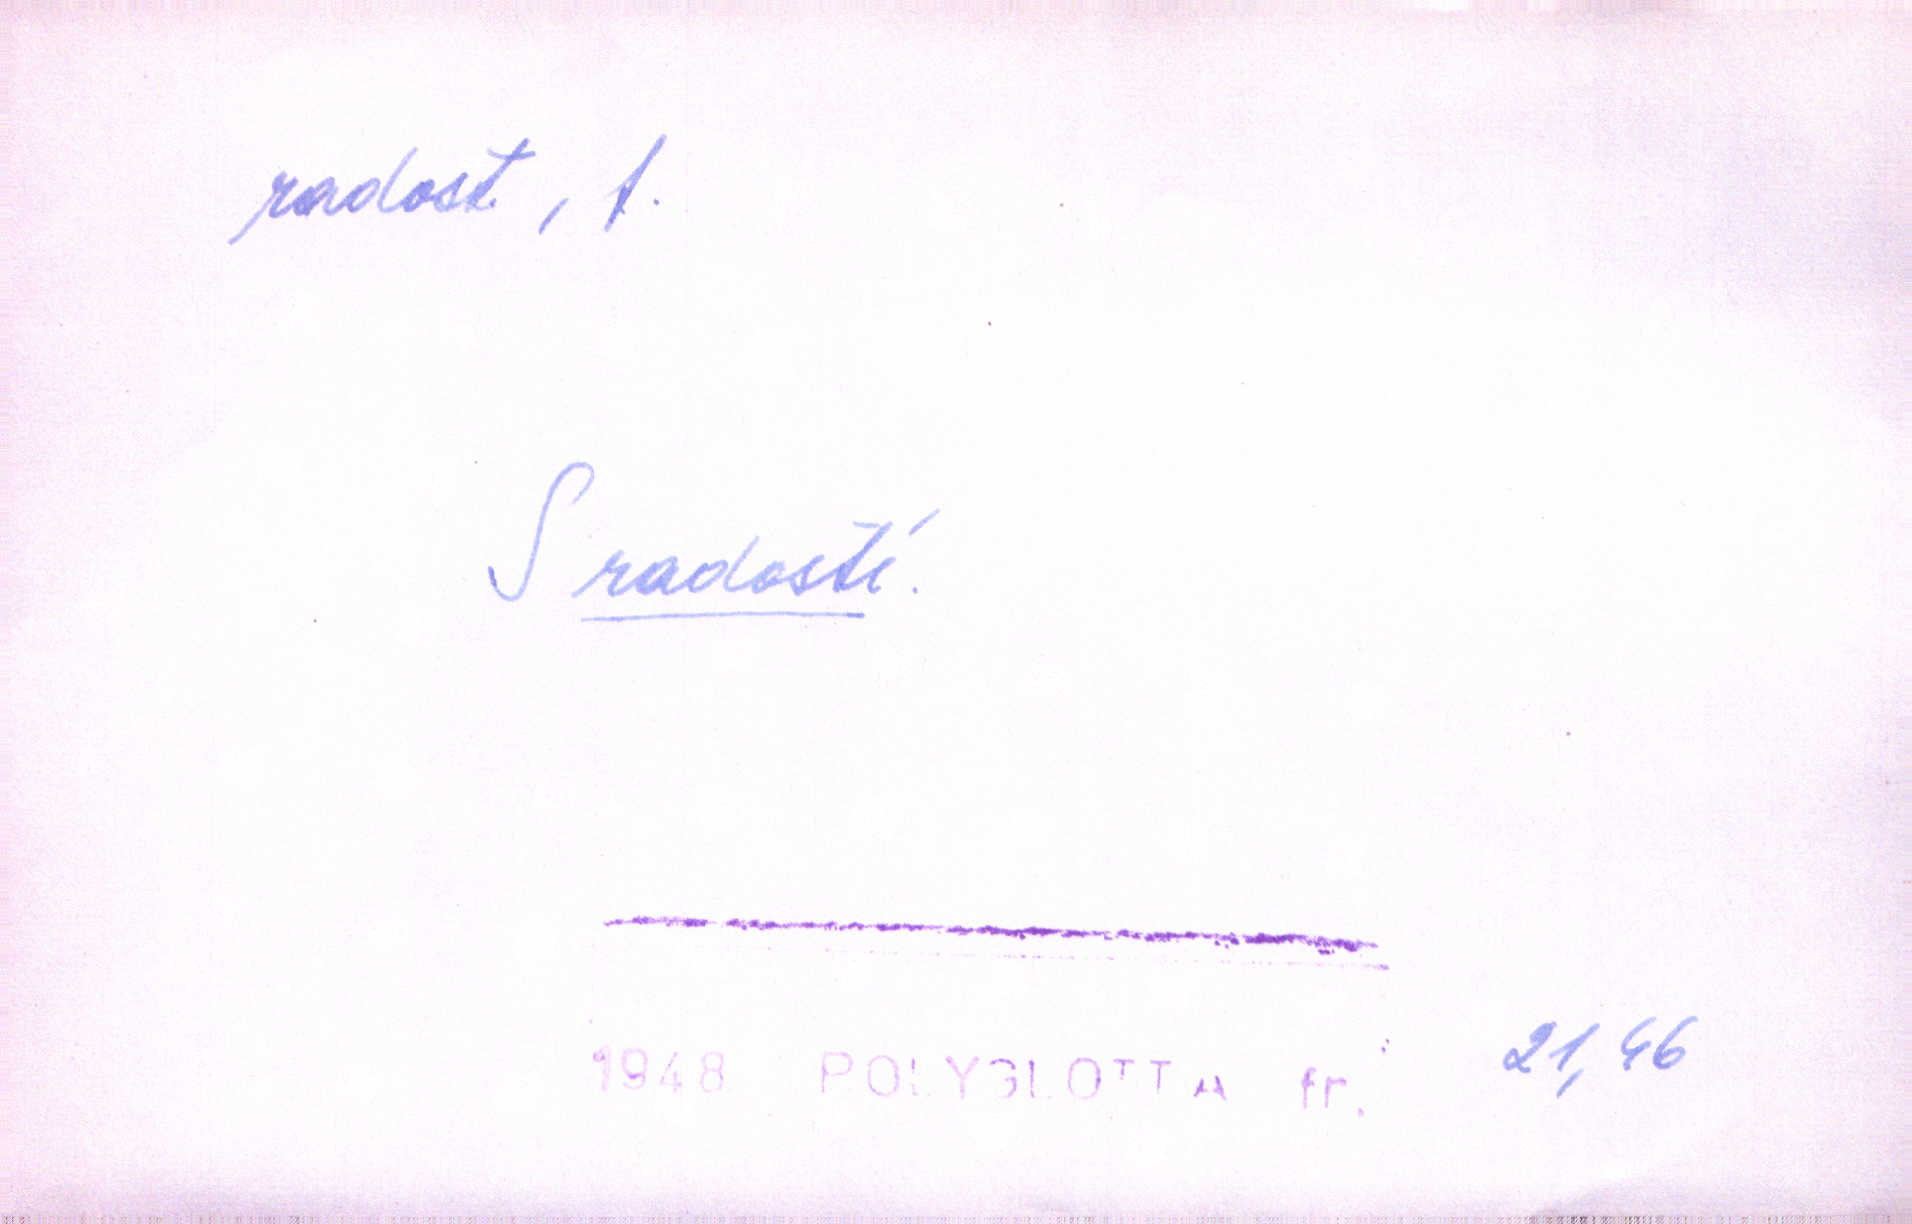 radost, f.
S radostí.
1948 POLYGLOTTA fr. 21, 46